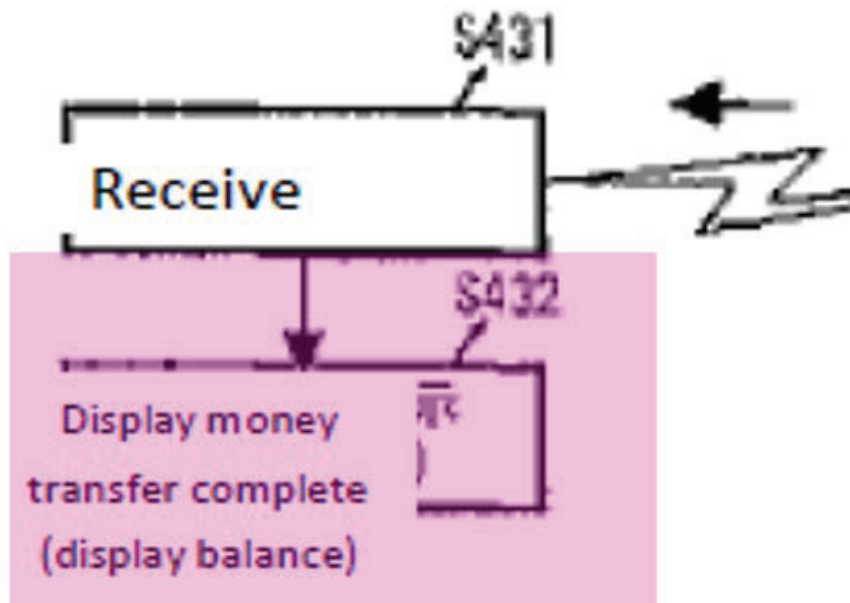 S431
Receive
S432
Display money
transfer complete
(display balance)